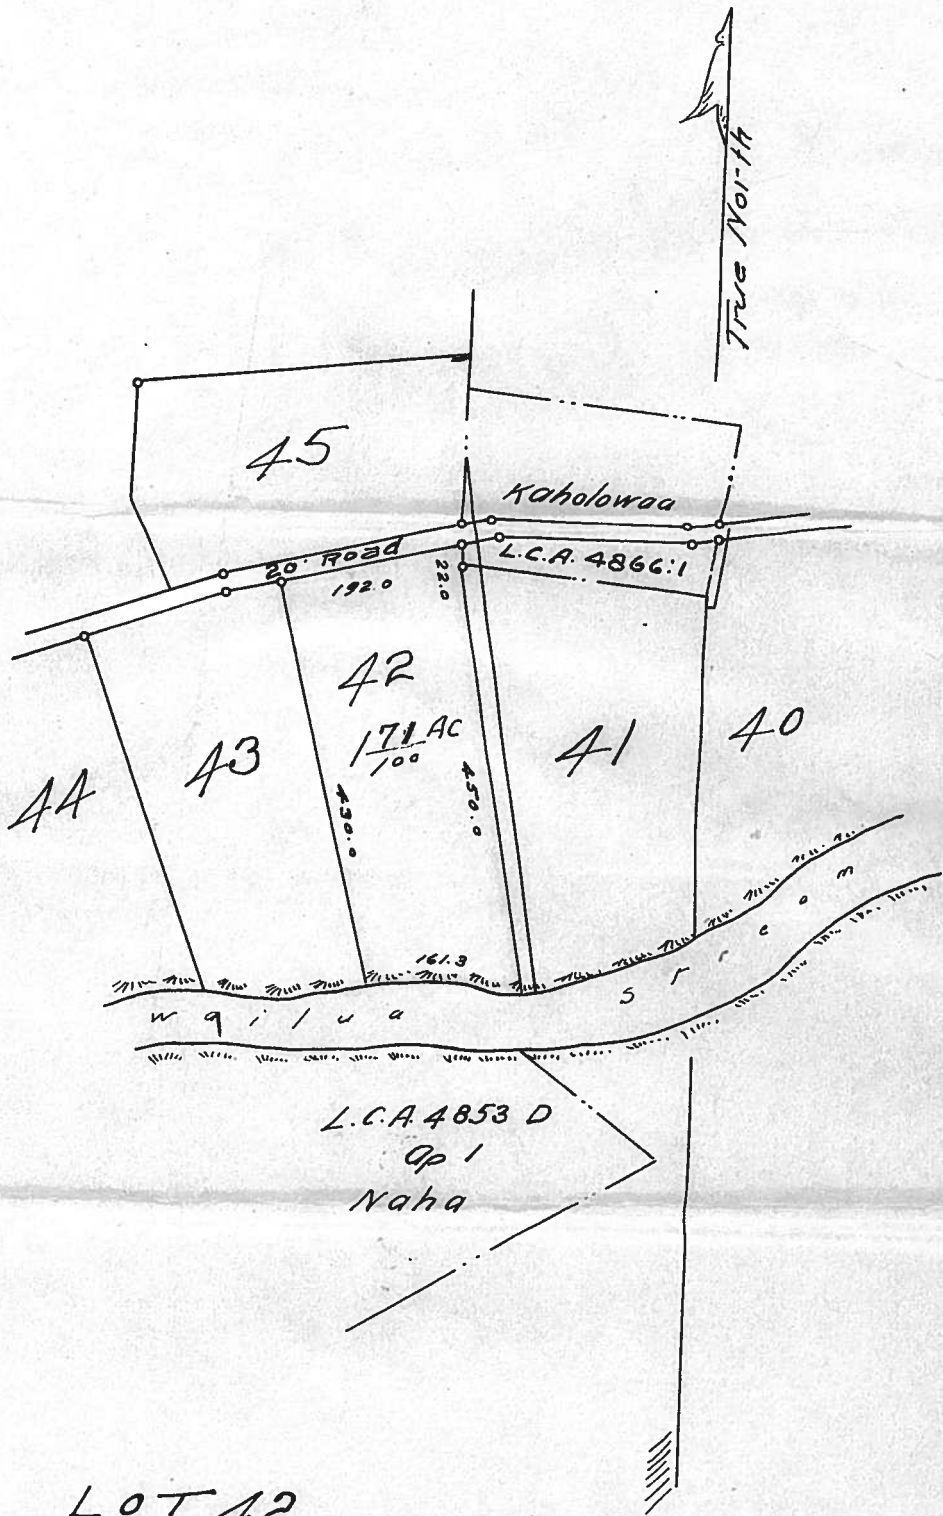 True North
45
Kaholowaa
20' Road
L.C.A. 4866:1
192.0
22.0
42
1 71/100 AC
43
41
40
44
430.0
450.0
161.3
Wailua Stream
L.C.A. 4853 D
Ap 1
Naha
LOT 42